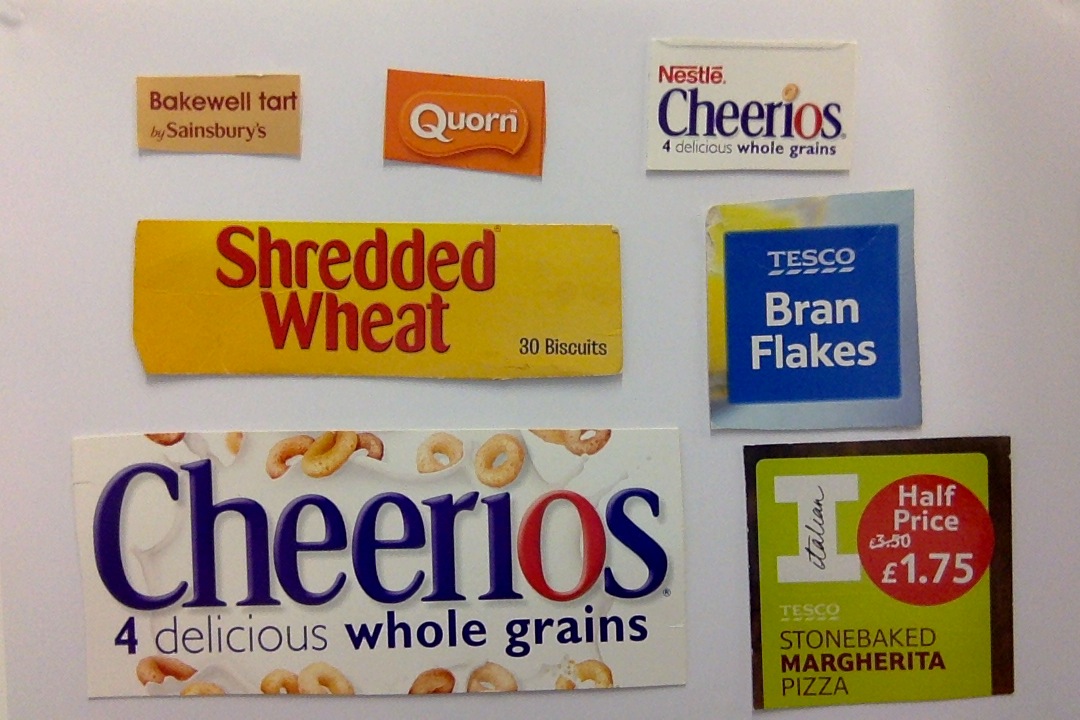 Bakewell tart
by Sainsbury's
Quorn™
Nestlé.
Cheerios®
4 delicious whole grains
Shredded®
Wheat
30 Biscuits
TESCO
Bran
Flakes
Cheerios®
4 delicious whole grains
I
italian
Half
Price
£3.50
£1.75
TESCO
STONEBAKED
MARGHERITA
PIZZA